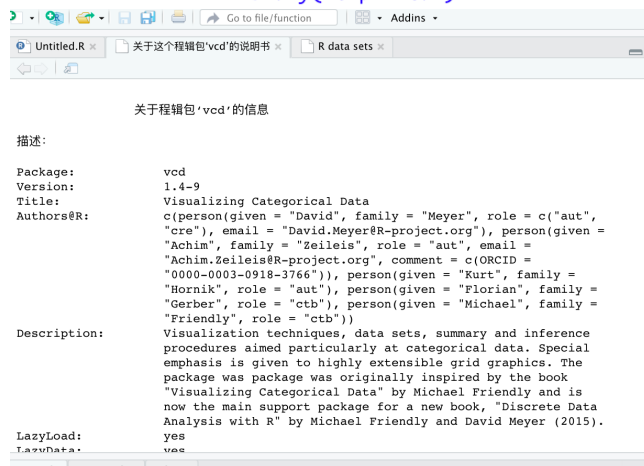 Go to file/function
Addins
Untitled.R × 关于这个程辑包‘vcd’的说明书 × R data sets ×
关于程辑包‘vcd’的信息
描述:
Package: vcd
Version: 1.4-9
Title: Visualizing Categorical Data
Authors@R: c(person(given = "David", family = "Meyer", role = c("aut",
"cre"), email = "David.Meyer@R-project.org"), person(given =
"Achim", family = "Zeileis", role = "aut", email =
"Achim.Zeileis@R-project.org", comment = c(ORCID =
"0000-0003-0918-3766")), person(given = "Kurt", family =
"Hornik", role = "aut"), person(given = "Florian", family =
"Gerber", role = "ctb"), person(given = "Michael", family =
"Friendly", role = "ctb"))
Description: Visualization techniques, data sets, summary and inference
procedures aimed particularly at categorical data. Special
emphasis is given to highly extensible grid graphics. The
package was package was originally inspired by the book
"Visualizing Categorical Data" by Michael Friendly and is
now the main support package for a new book, "Discrete Data
Analysis with R" by Michael Friendly and David Meyer (2015).
LazyLoad: yes
LazyData: yes